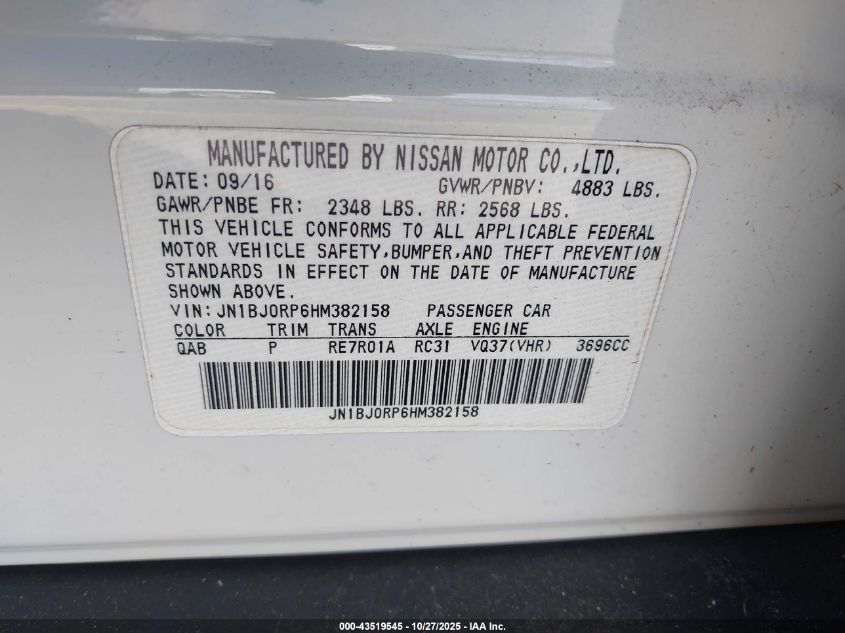 MANUFACTURED BY NISSAN MOTOR CO.,LTD.
DATE: 09/16 GVWR/PNBV: 4883 LBS.
GAWR/PNBE FR: 2348 LBS. RR: 2568 LBS.
THIS VEHICLE CONFORMS TO ALL APPLICABLE FEDERAL
MOTOR VEHICLE SAFETY,BUMPER,AND THEFT PREVENTION
STANDARDS IN EFFECT ON THE DATE OF MANUFACTURE
SHOWN ABOVE.
VIN:JN1BJ0RP6HM382158 PASSENGER CAR
COLOR TRIM TRANS AXLE ENGINE
QAB P RE7R01A RC31 VQ37(VHR) 3696CC
JN1BJ0RP6HM382158
000-43519545 - 10/27/2025 - IAA Inc.